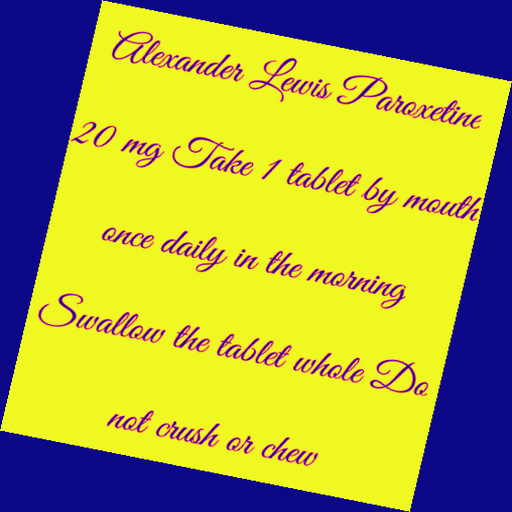 Alexander Lewis Paroxetine
20 mg Take 1 tablet by mouth
once daily in the morning
Swallow the tablet whole Do
not crush or chew